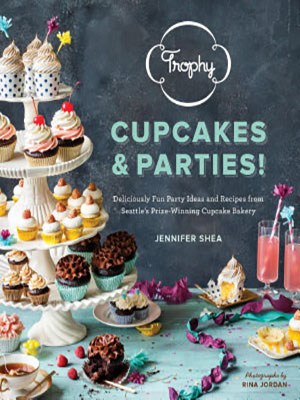 Trophy
CUPCAKES
& PARTIES!
Deliciously Fun Party Ideas and Recipes from
Seattle's Prize-Winning Cupcake Bakery
JENNIFER SHEA
Photographs by
RINA JORDAN